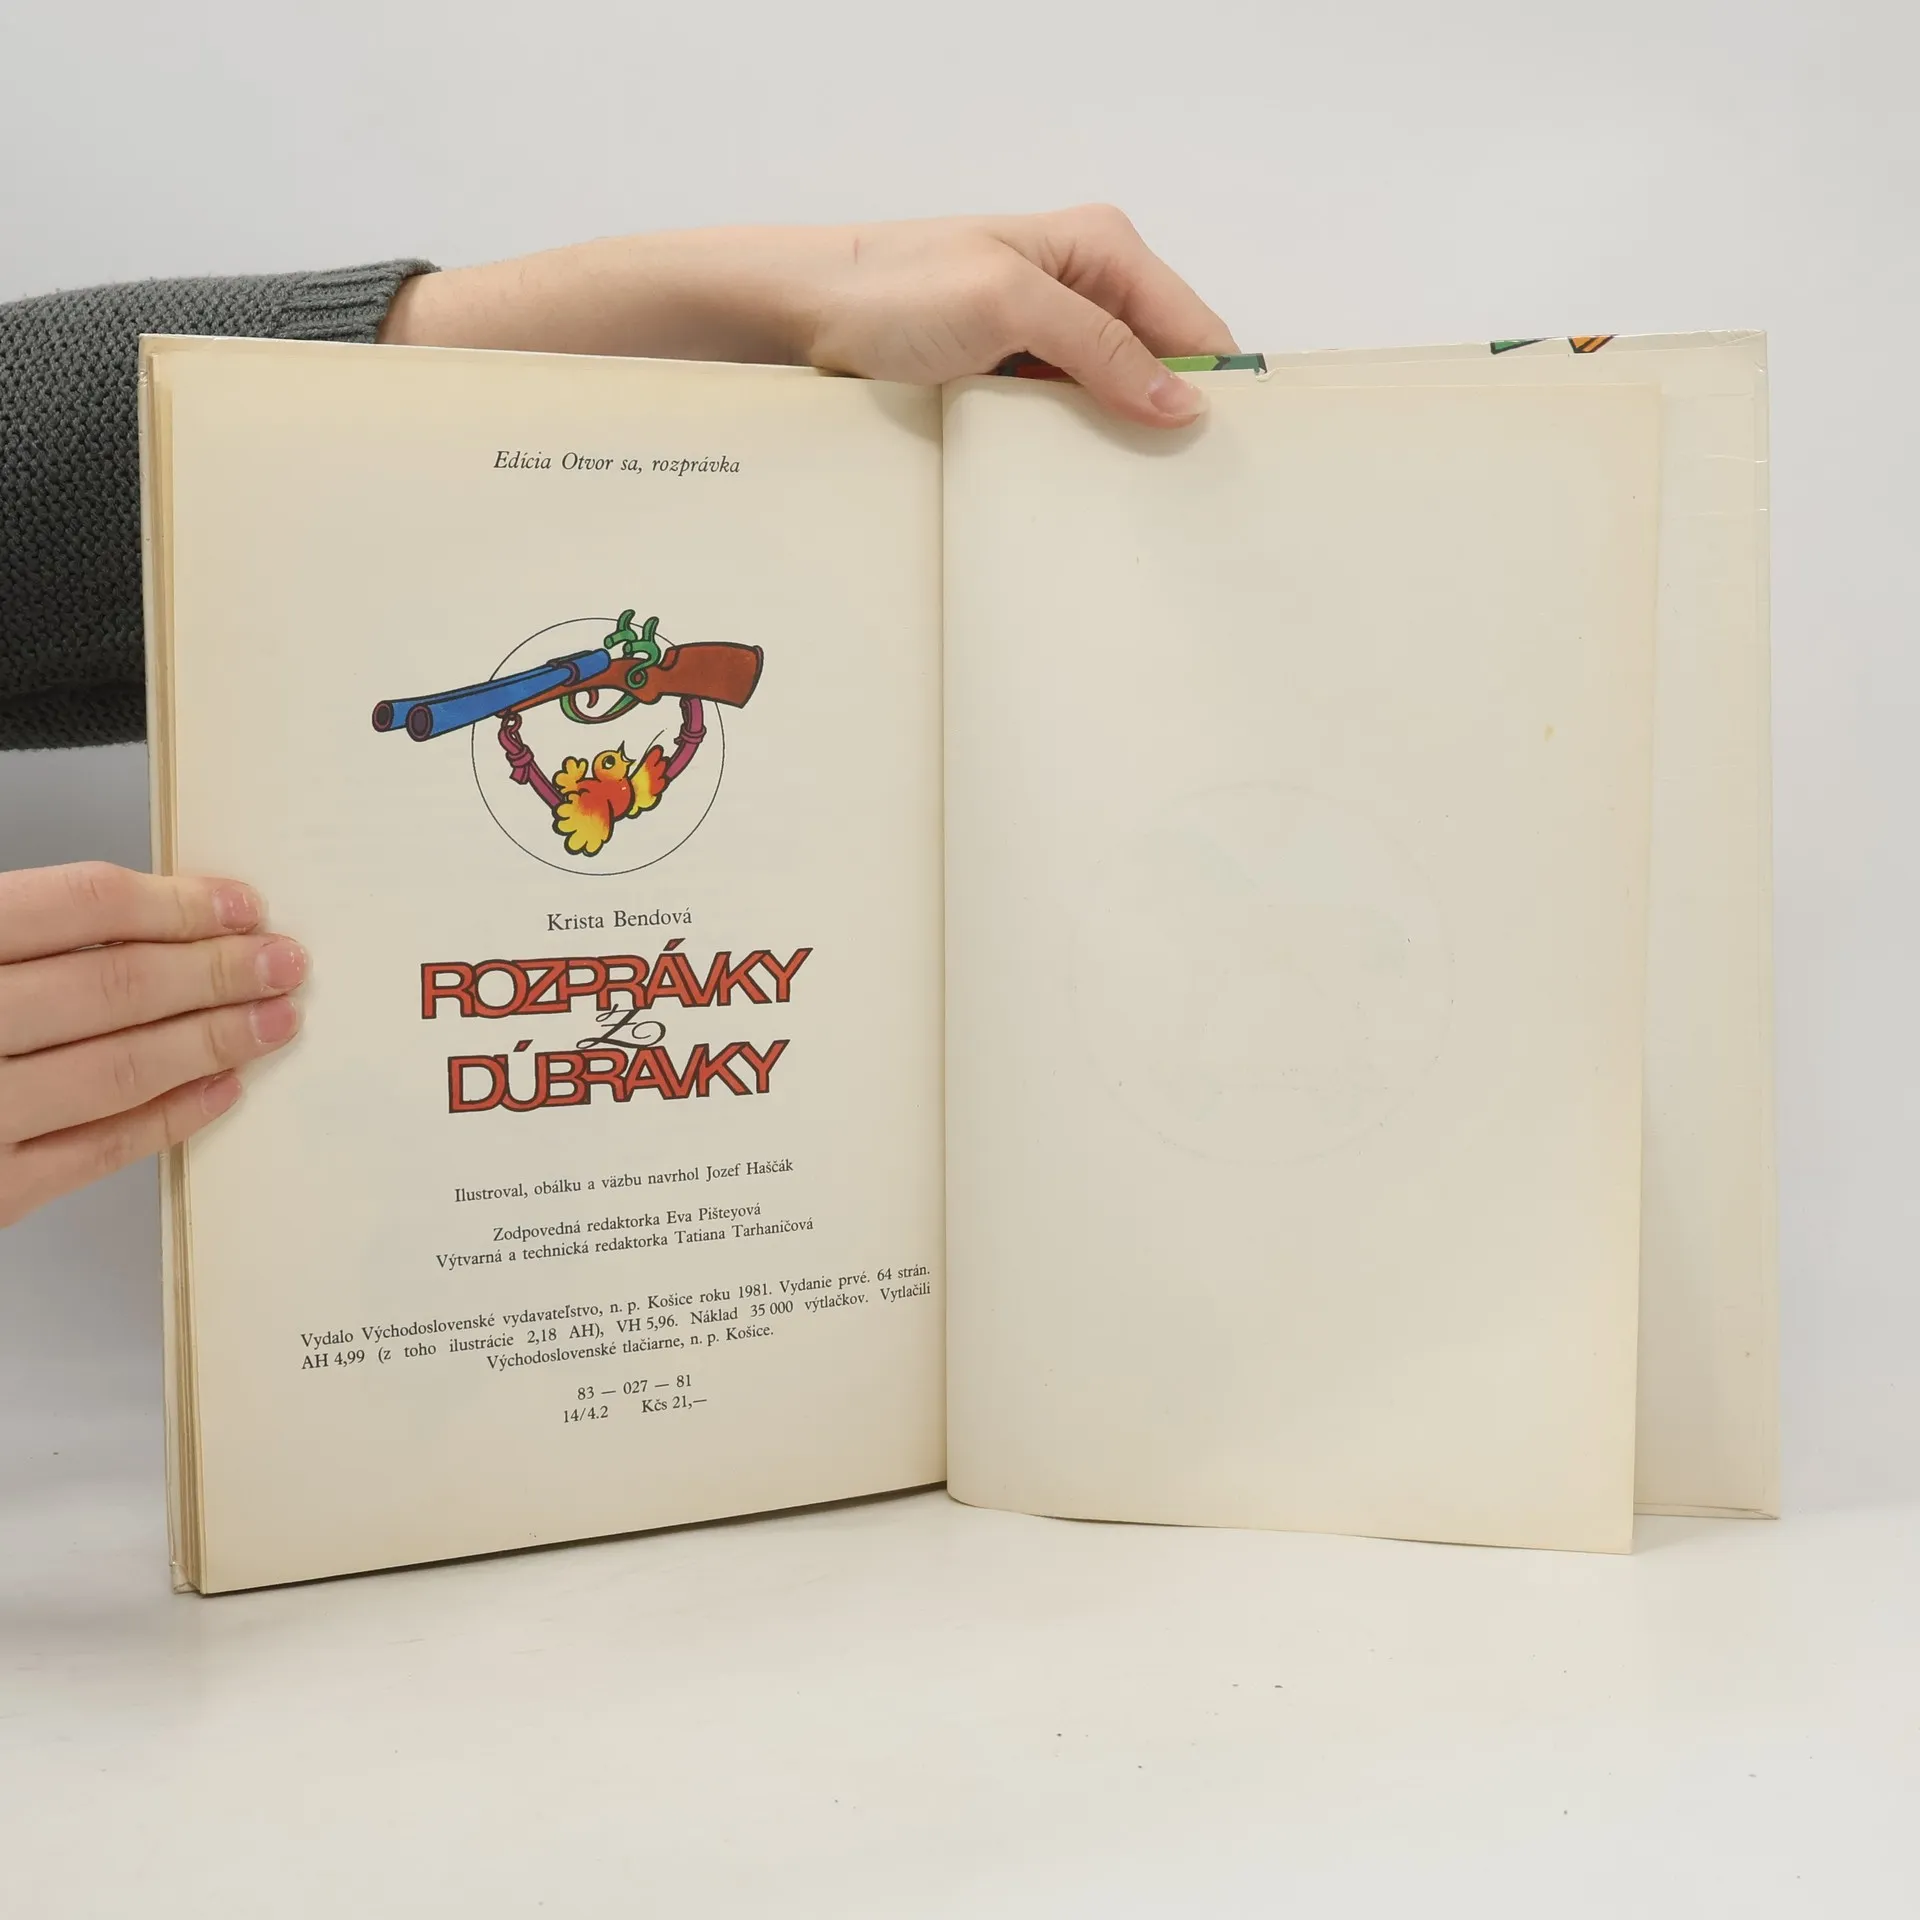 Edícia Otvor sa, rozprávka
Krista Bendová
ROZPRÁVKY
Z
DÚBRAVKY
Ilustroval, obálku a väzbu navrhol Jozef Haščák
Zodpovedná redaktorka Eva Pišteyová
Výtvarná a technická redaktorka Tatiana Tarhaničová
Vydalo Východoslovenské vydavateľstvo, n. p. Košice roku 1981. Vydanie prvé. 64 strán.
AH 4,99 (z toho ilustrácie 2,18 AH), VH 5,96. Náklad 35 000 výtlačkov. Vytlačili
Východoslovenské tlačiarne, n. p. Košice.
83 — 027 — 81
14/4.2 Kčs 21,—